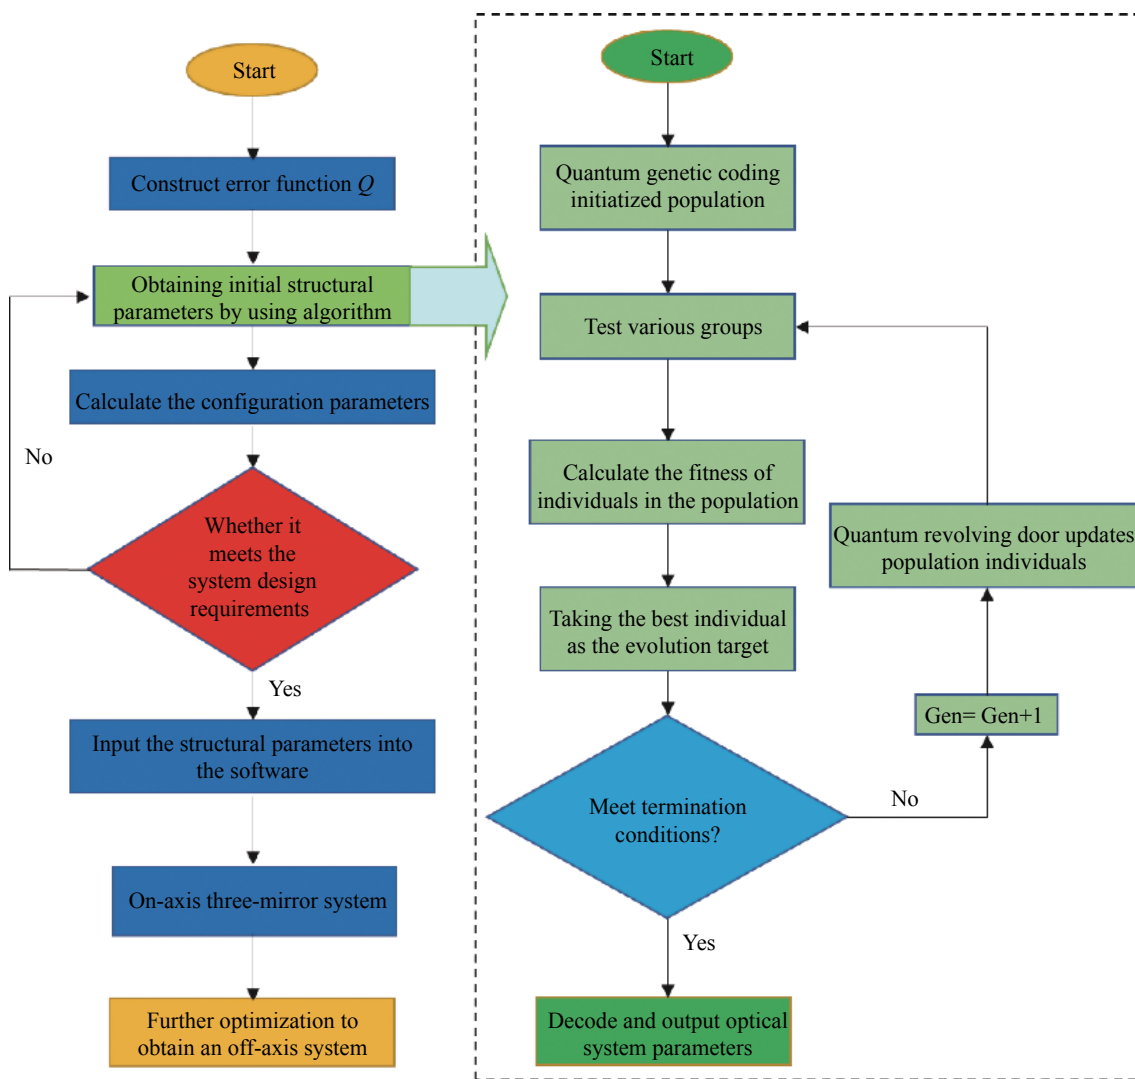 Start
Construct error function Q
Obtaining initial structural
parameters by using algorithm
Calculate the configuration parameters
No
Whether it
meets the
system design
requirements
Yes
Input the structural parameters into
the software
On-axis three-mirror system
Further optimization to
obtain an off-axis system
Start
Quantum genetic coding
initiatized population
Test various groups
Calculate the fitness of
individuals in the population
Quantum revolving door updates
population individuals
Taking the best individual
as the evolution target
Gen= Gen+1
Meet termination
conditions?
No
Yes
Decode and output optical
system parameters